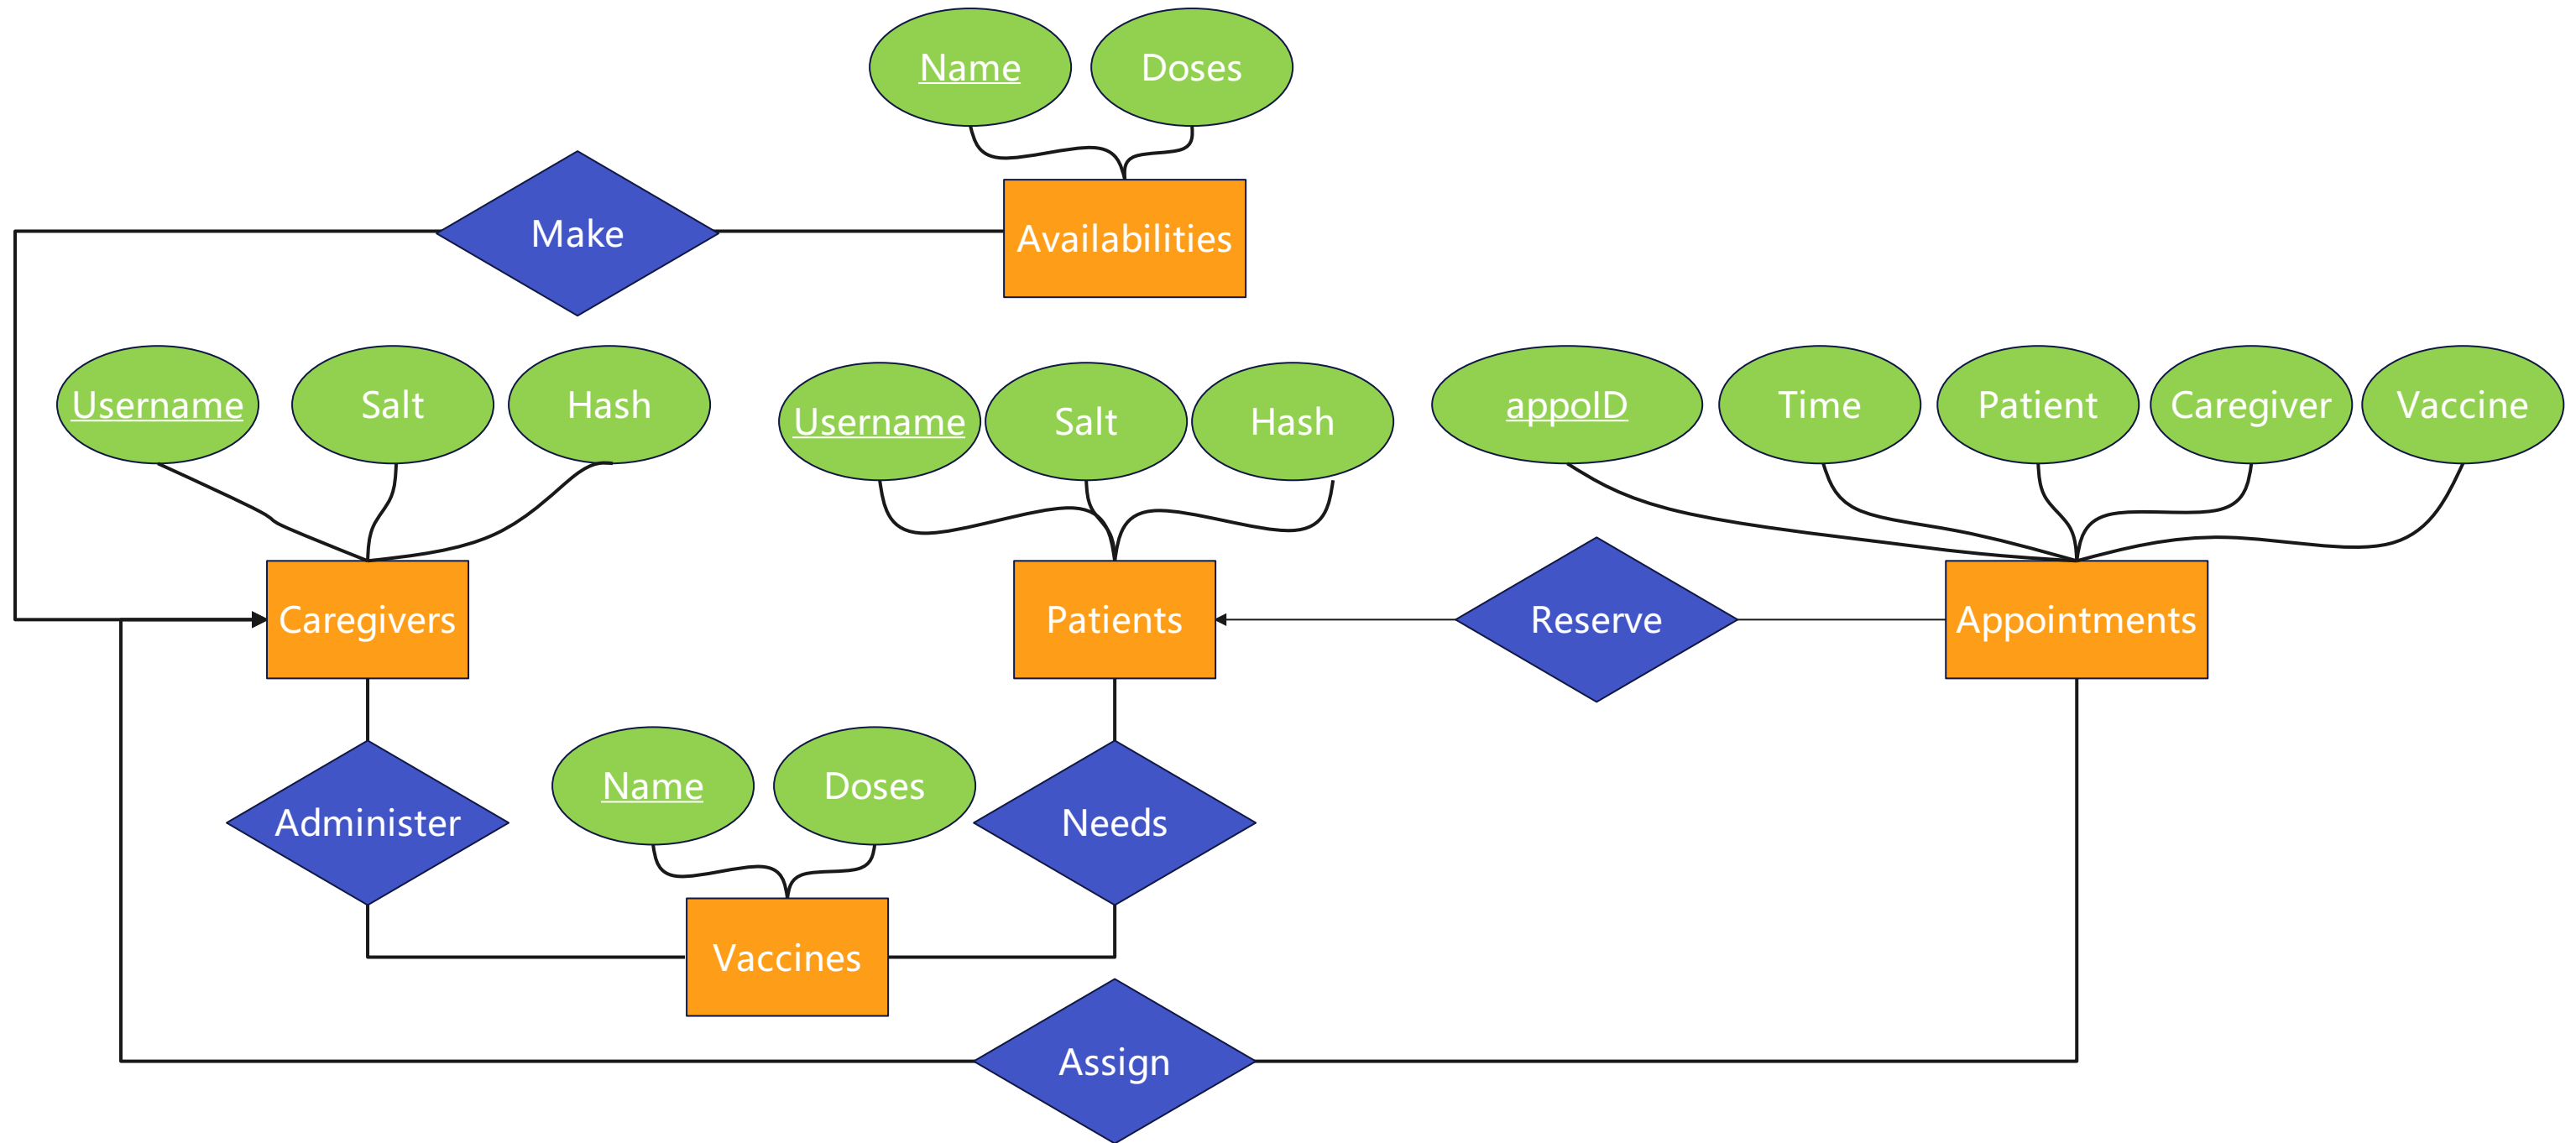 Name
Doses
Make
Availabilities
Username
Salt
Hash
Username
Salt
Hash
appoID
Time
Patient
Caregiver
Vaccine
Caregivers
Patients
Reserve
Appointments
Administer
Name
Doses
Needs
Vaccines
Assign